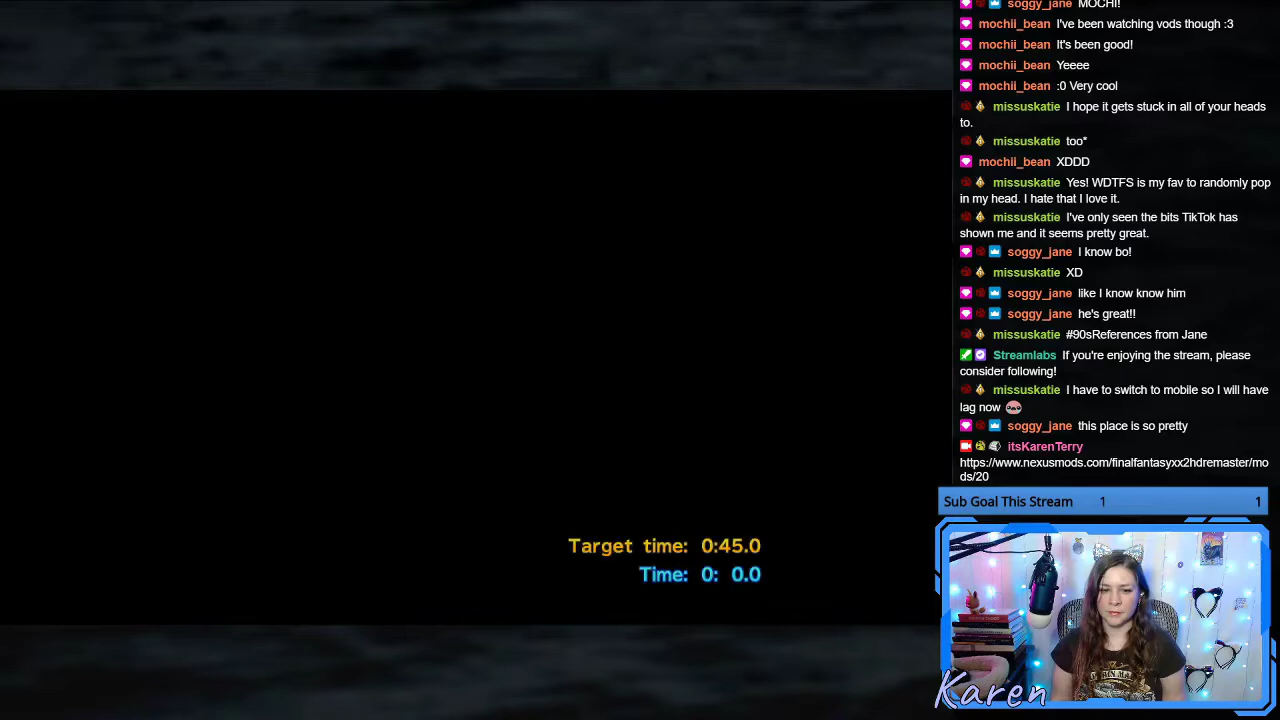 soggy_jane MOCHI!
mochii_bean I've been watching vods though :3
mochii_bean It's been good!
mochii_bean Yeeee
mochii_bean :0 Very cool
missuskatie I hope it gets stuck in all of your heads
to.
missuskatie too*
mochii_bean XDDD
missuskatie Yes! WDTFS is my fav to randomly pop
in my head. I hate that I love it.
missuskatie I've only seen the bits TikTok has
shown me and it seems pretty great.
soggy_jane I know bo!
missuskatie XD
soggy_jane like I know know him
soggy_jane he's great!!
missuskatie #90sReferences from Jane
Streamlabs If you're enjoying the stream, please
consider following!
missuskatie I have to switch to mobile so I will have
lag now
soggy_jane this place is so pretty
itsKarenTerry
https://www.nexusmods.com/finalfantasyxx2hdremaster/mo
ds/20
Sub Goal This Stream 1 1
Target time: 0:45.0
Time: 0: 0.0
Karen